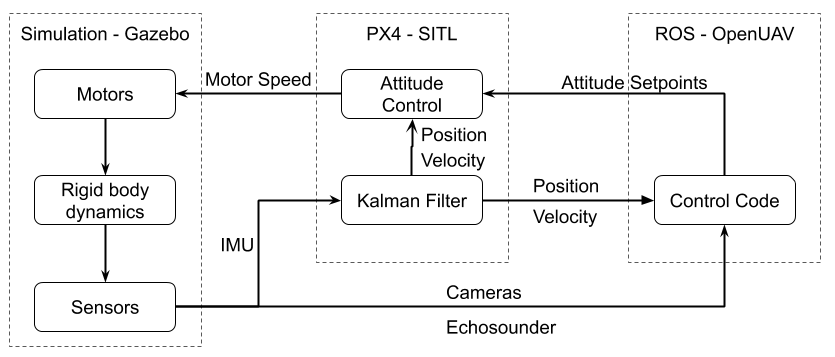 Simulation - Gazebo
PX4 - SITL
ROS - OpenUAV
Motors
Motor Speed
Attitude
Control
Attitude Setpoints
Position
Velocity
Rigid body
dynamics
Kalman Filter
Position
Velocity
Control Code
IMU
Sensors
Cameras
Echosounder